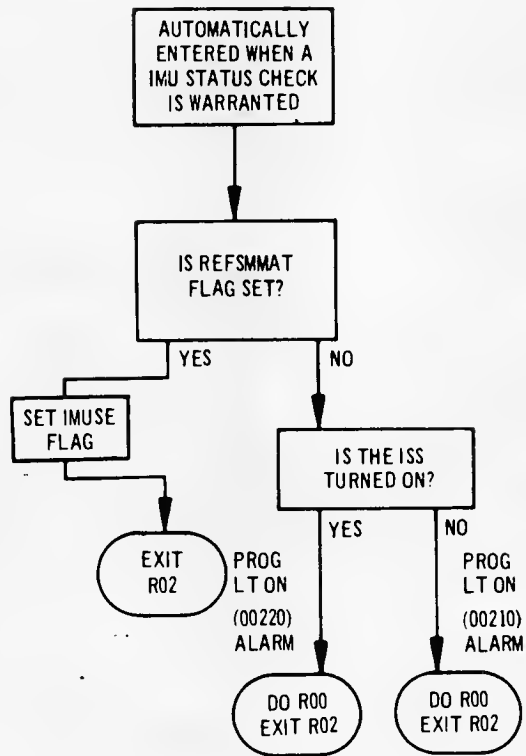 AUTOMATICALLY
ENTERED WHEN A
IMU STATUS CHECK
IS WARRANTED
IS REFSMMAT
FLAG SET?
YES
NO
SET IMUSE
FLAG
IS THE ISS
TURNED ON?
YES
NO
EXIT
R02
PROG
LT ON
(00220)
ALARM
PROG
LT ON
(00210)
ALARM
DO R00
EXIT R02
DO R00
EXIT R02